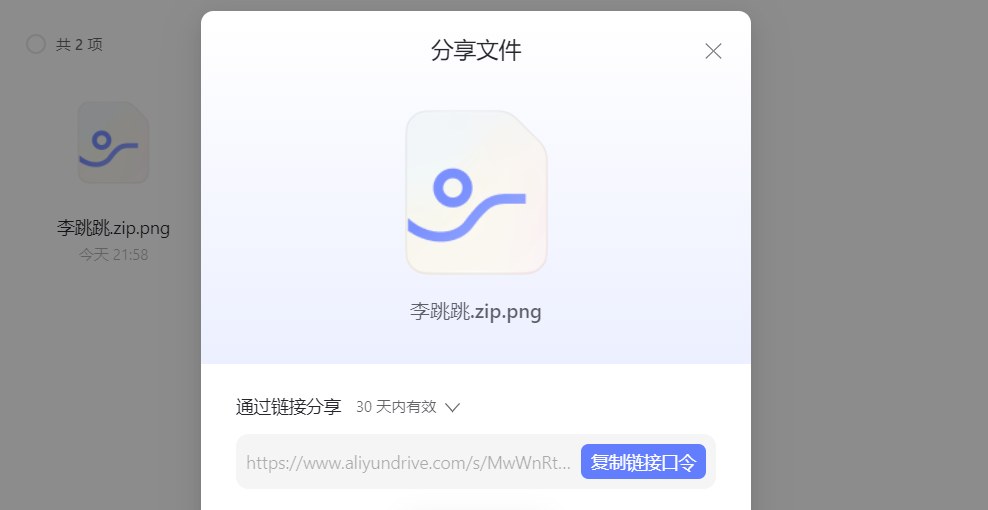 共 2 项
李跳跳.zip.png
今天 21:58
分享文件
李跳跳.zip.png
通过链接分享 30 天内有效
https://www.aliyundrive.com/s/MwWnRt...
复制链接口令